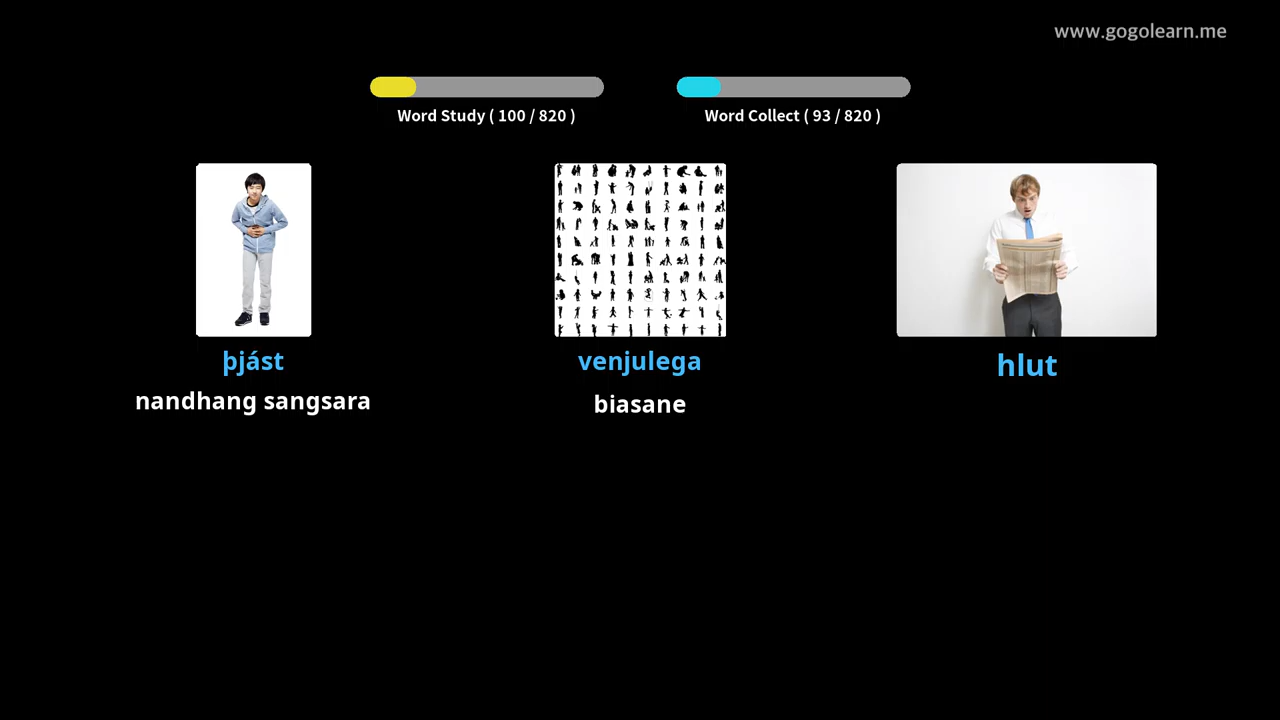 www.gogolearn.me
Word Study ( 100 / 820 )
Word Collect ( 93 / 820 )
þjást
venjulega
hlut
nandhang sangsara
biasane